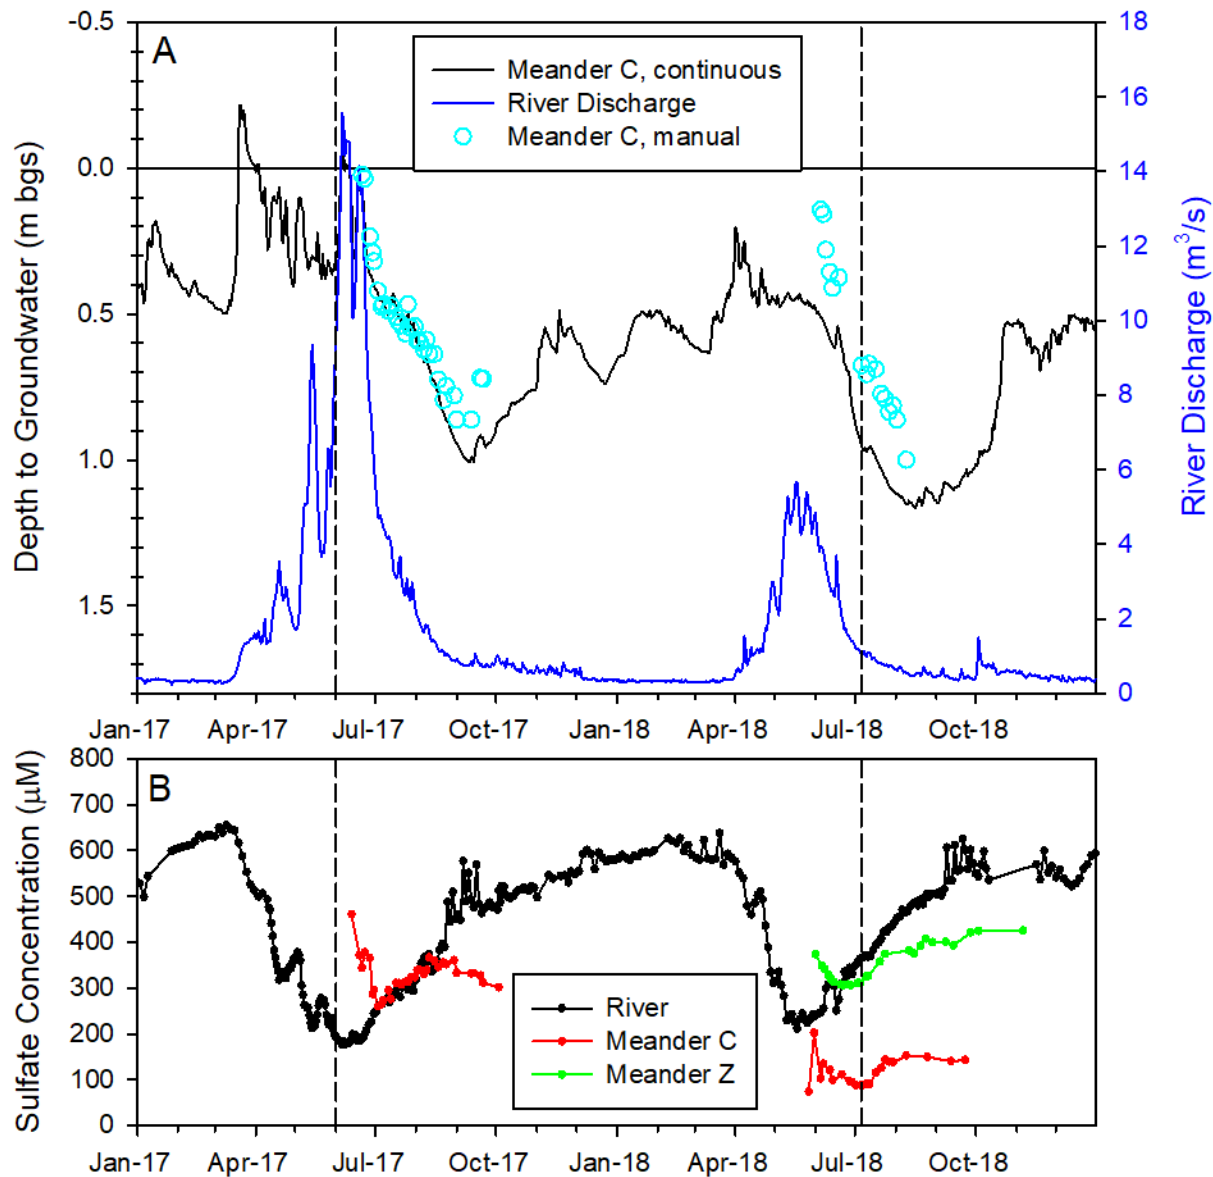 A
Meander C, continuous
River Discharge
Meander C, manual
-0.5
0.0
0.5
1.0
1.5
Depth to Groundwater (m bgs)
18
16
14
12
10
8
6
4
2
0
River Discharge (m³/s)
Jan-17 Apr-17 Jul-17 Oct-17 Jan-18 Apr-18 Jul-18 Oct-18
B
800
700
600
500
400
300
200
100
0
Sulfate Concentration (μM)
River
Meander C
Meander Z
Jan-17 Apr-17 Jul-17 Oct-17 Jan-18 Apr-18 Jul-18 Oct-18